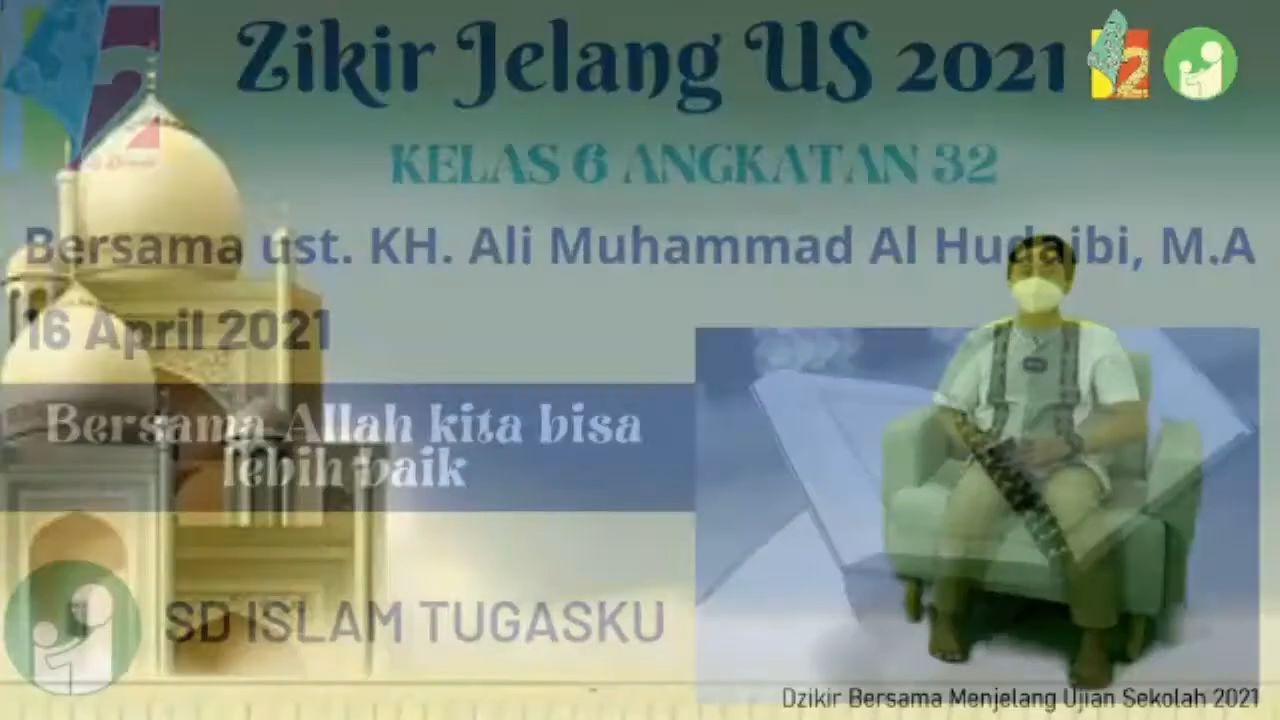 Zikir Jelang US 2021
KELAS 6 ANGKATAN 32
Bersama ust. KH. Ali Muhammad Al Hudaibi, M.A
16 April 2021
Bersama Allah kita bisa
lebih baik
SD ISLAM TUGASKU
Dzikir Bersama Menjelang Ujian Sekolah 2021